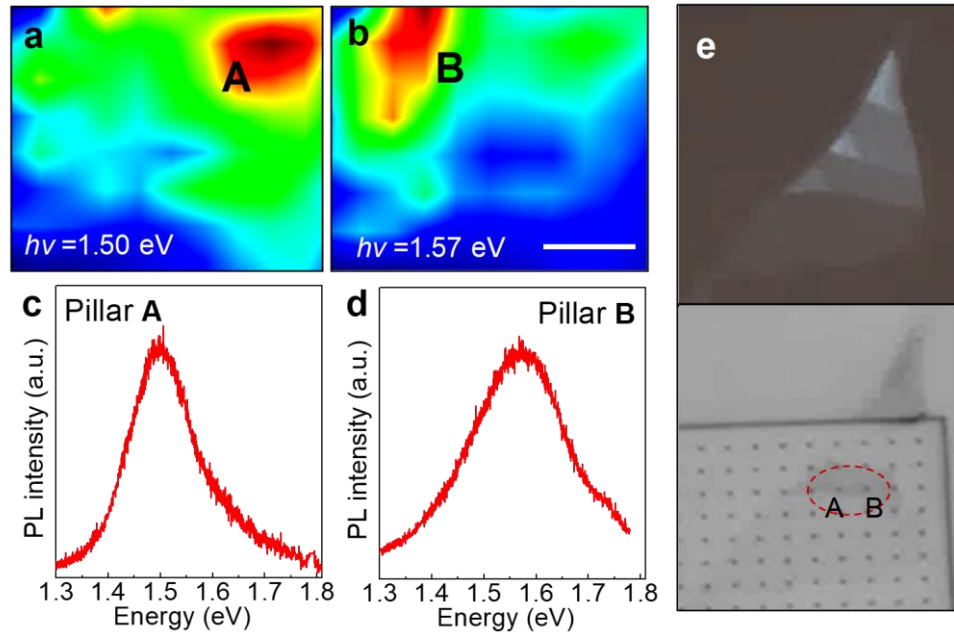 a
A
hν =1.50 eV
b
B
hν =1.57 eV
c
Pillar A
PL intensity (a.u.)
1.3 1.4 1.5 1.6 1.7 1.8
Energy (eV)
d
Pillar B
PL intensity (a.u.)
1.3 1.4 1.5 1.6 1.7 1.8
Energy (eV)
e
A B